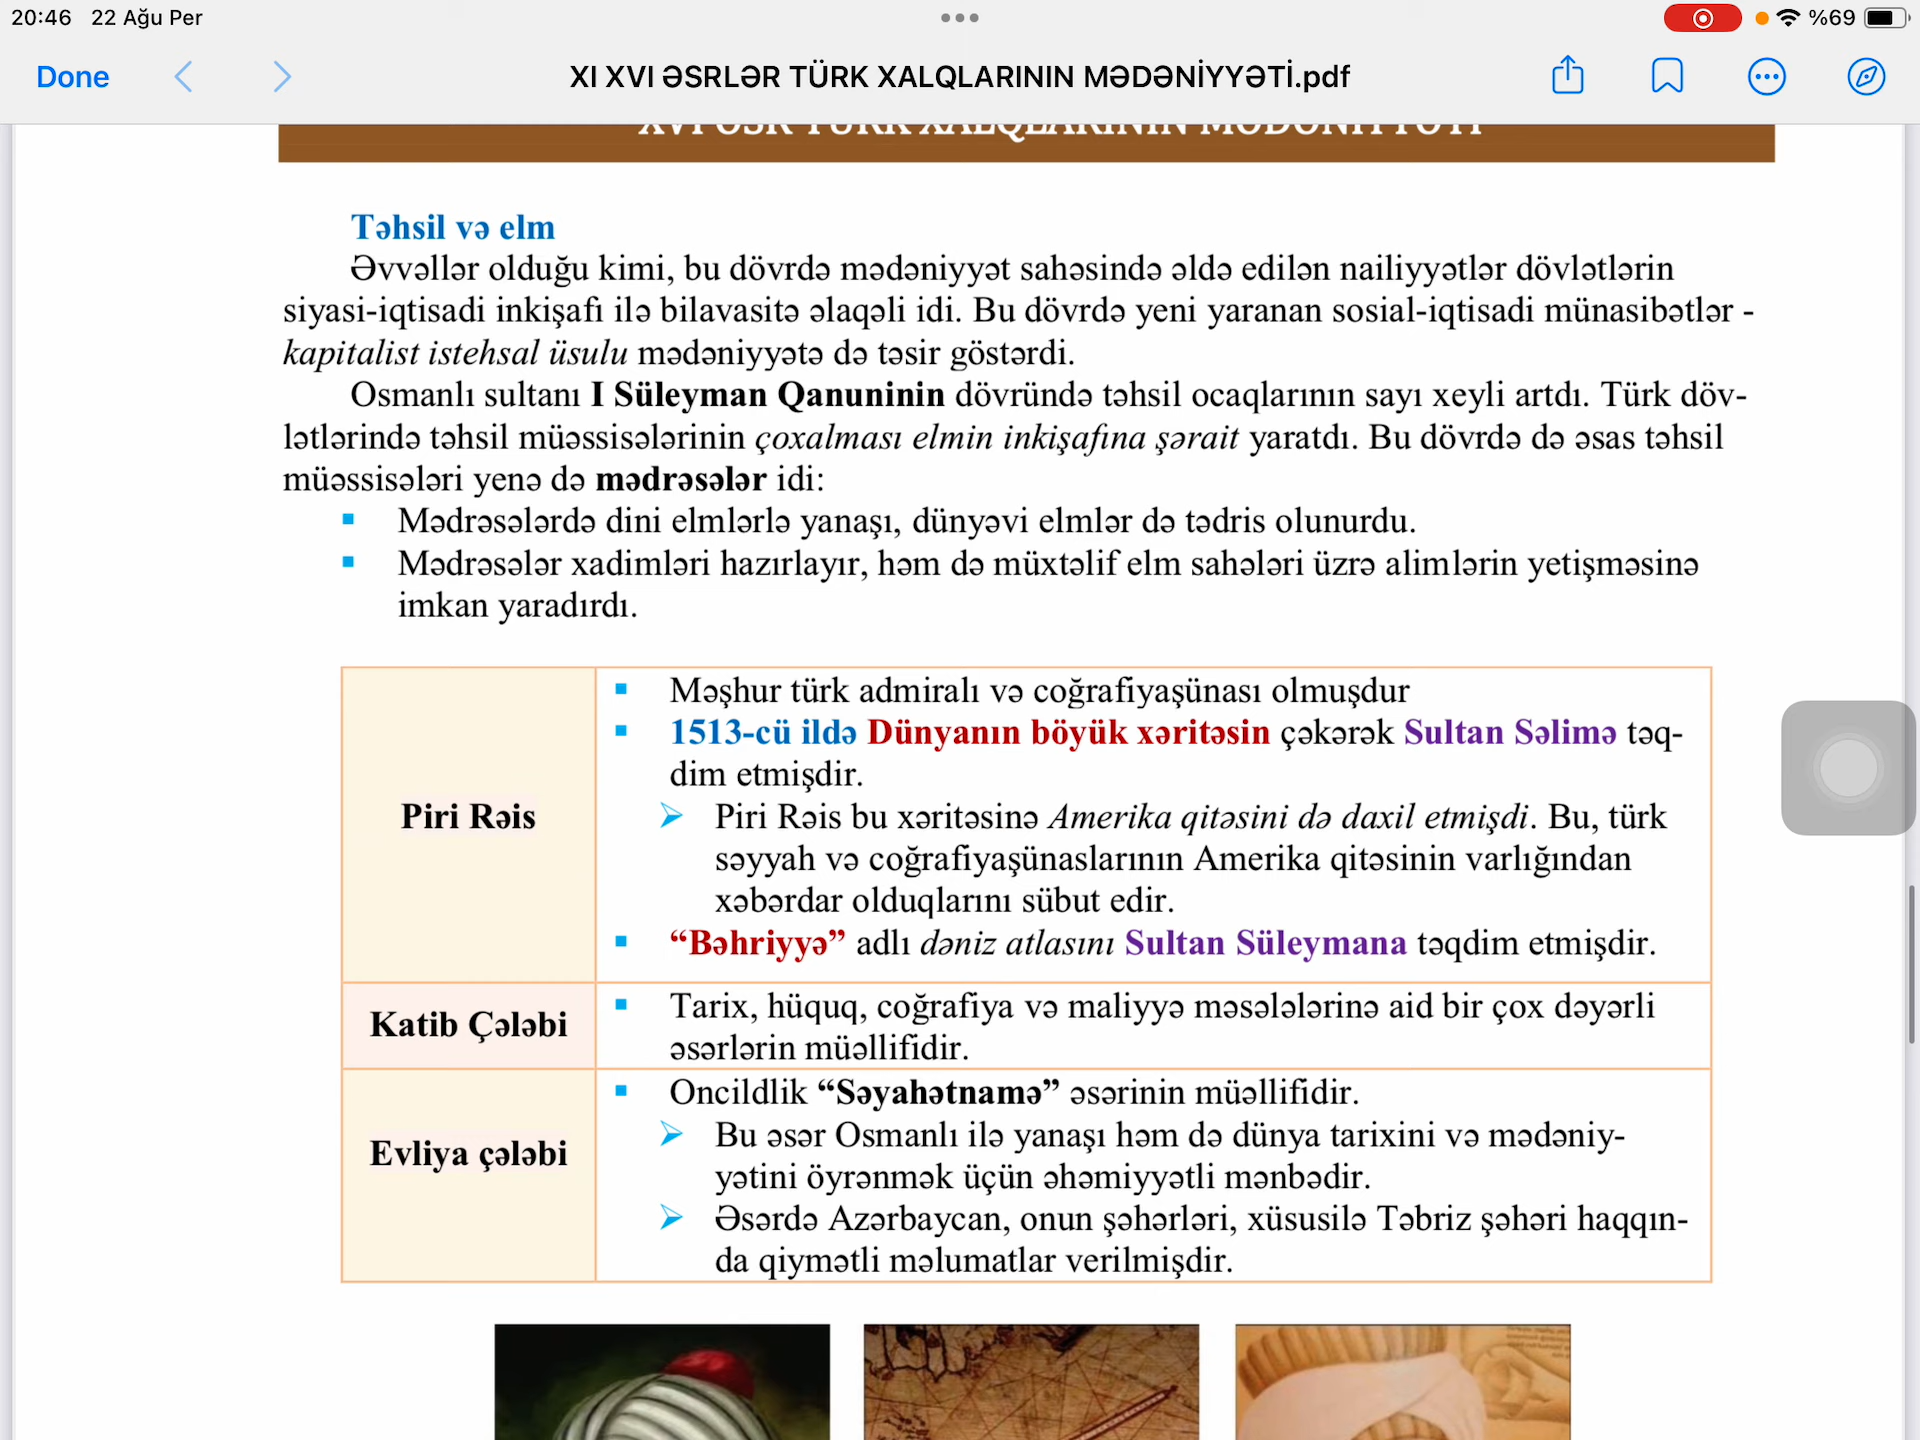 20:46 22 Ağu Per
%69
Done
XI XVI ƏSRLƏR TÜRK XALQLARININ MƏDƏNİYYƏTİ.pdf
XVI ƏSR TÜRK XALQLARININ MƏDƏNİYYƏTİ
Təhsil və elm
Əvvəllər olduğu kimi, bu dövrdə mədəniyyət sahəsində əldə edilən nailiyyətlər dövlətlərin
siyasi-iqtisadi inkişafı ilə bilavasitə əlaqəli idi. Bu dövrdə yeni yaranan sosial-iqtisadi münasibətlər -
kapitalist istehsal üsulu mədəniyyətə də təsir göstərdi.
Osmanlı sultanı I Süleyman Qanuninin dövründə təhsil ocaqlarının sayı xeyli artdı. Türk döv-
lətlərində təhsil müəssisələrinin çoxalması elmin inkişafına şərait yaratdı. Bu dövrdə də əsas təhsil
müəssisələri yenə də mədrəsələr idi:
▪ Mədrəsələrdə dini elmlərlə yanaşı, dünyəvi elmlər də tədris olunurdu.
▪ Mədrəsələr xadimləri hazırlayır, həm də müxtəlif elm sahələri üzrə alimlərin yetişməsinə
imkan yaradırdı.
Piri Rəis
▪ Məşhur türk admiralı və coğrafiyaşünası olmuşdur
▪ 1513-cü ildə Dünyanın böyük xəritəsin çəkərək Sultan Səlimə təq-
dim etmişdir.
➢ Piri Rəis bu xəritəsinə Amerika qitəsini də daxil etmişdi. Bu, türk
səyyah və coğrafiyaşünaslarının Amerika qitəsinin varlığından
xəbərdar olduqlarını sübut edir.
▪ “Bəhriyyə” adlı dəniz atlasını Sultan Süleymana təqdim etmişdir.
Katib Çələbi
▪ Tarix, hüquq, coğrafiya və maliyyə məsələlərinə aid bir çox dəyərli
əsərlərin müəllifidir.
Evliya çələbi
▪ Oncildlik “Səyahətnamə” əsərinin müəllifidir.
➢ Bu əsər Osmanlı ilə yanaşı həm də dünya tarixini və mədəniy-
yətini öyrənmək üçün əhəmiyyətli mənbədir.
➢ Əsərdə Azərbaycan, onun şəhərləri, xüsusilə Təbriz şəhəri haqqın-
da qiymətli məlumatlar verilmişdir.